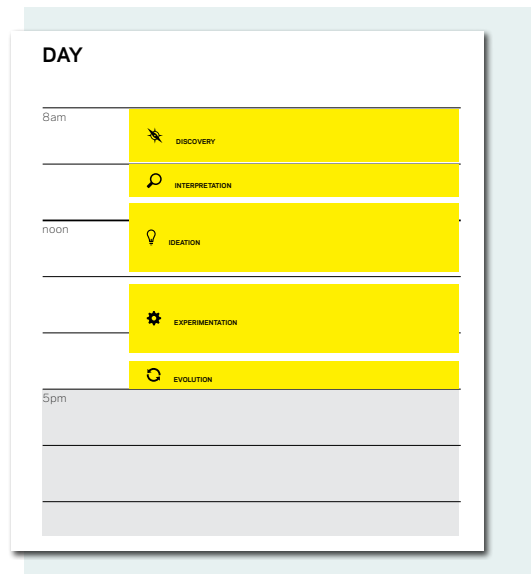 DAY
8am
DISCOVERY
INTERPRETATION
noon
IDEATION
EXPERIMENTATION
EVOLUTION
5pm